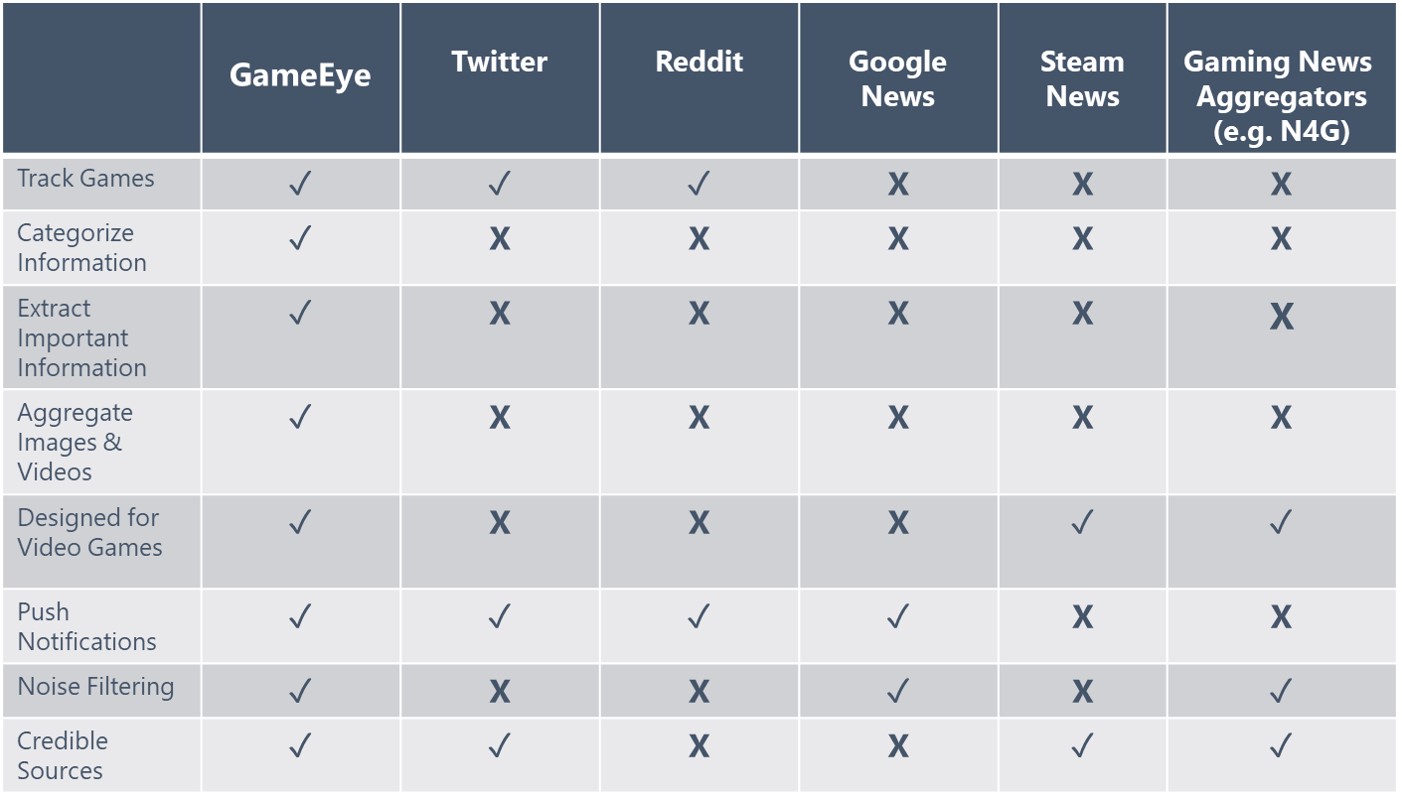 GameEye
Twitter
Reddit
Google
News
Steam
News
Gaming News
Aggregators
(e.g. N4G)
Track Games ✓ ✓ ✓ X X X
Categorize
Information
✓ X X X X X
Extract
Important
Information
✓ X X X X X
Aggregate
Images &
Videos
✓ X X X X X
Designed for
Video Games
✓ X X X ✓ ✓
Push
Notifications
✓ ✓ ✓ ✓ X X
Noise Filtering ✓ X X ✓ X ✓
Credible
Sources
✓ ✓ X X ✓ ✓